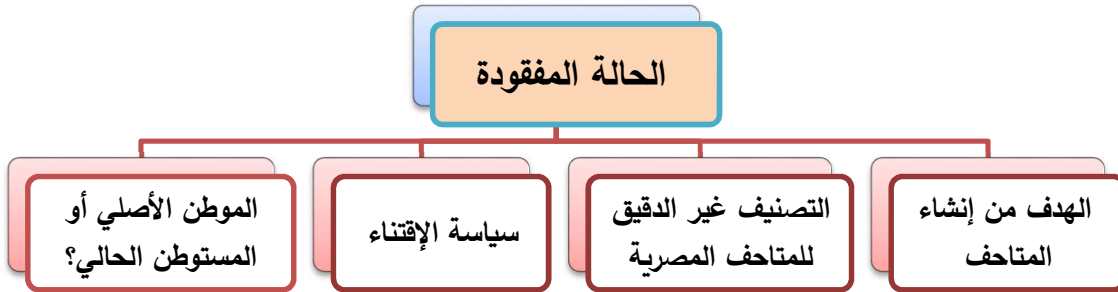 الحالة المفقودة
الهدف من إنشاء
المتاحف
التصنيف غير الدقيق
للمتاحف المصرية
سياسة الإقتناء
الموطن الأصلي أو
المستوطن الحالي؟